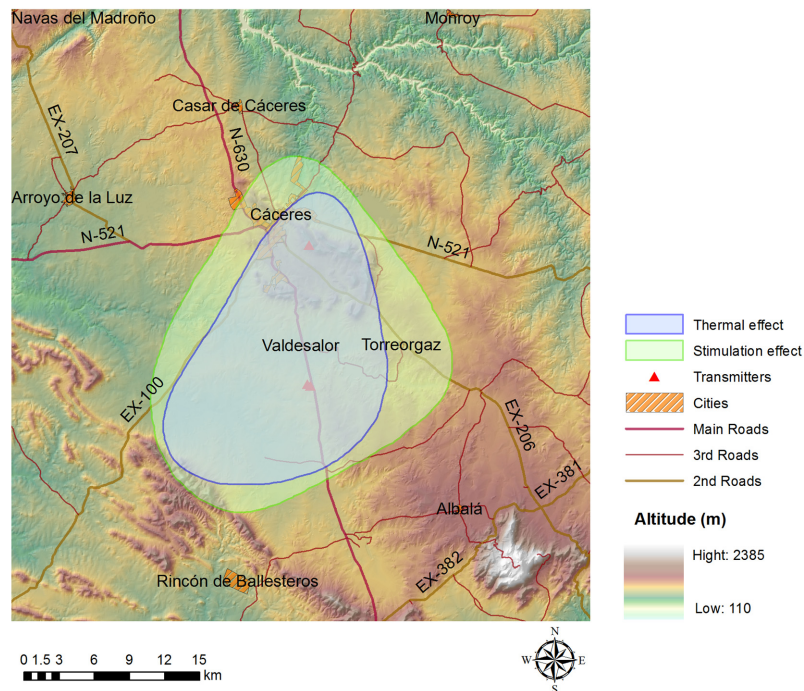 Navas del Madroño
Monroy
Casar de Cáceres
EX-207
N-630
Arroyo de la Luz
Cáceres
N-521
N-521
Valdesalor
Torreorgaz
EX-100
EX-206
EX-381
Albalá
EX-382
Rincón de Ballesteros
Thermal effect
Stimulation effect
Transmitters
Cities
Main Roads
3rd Roads
2nd Roads
Altitude (m)
Hight: 2385
Low: 110
0 1.5 3 6 9 12 15
km
N
W E
S